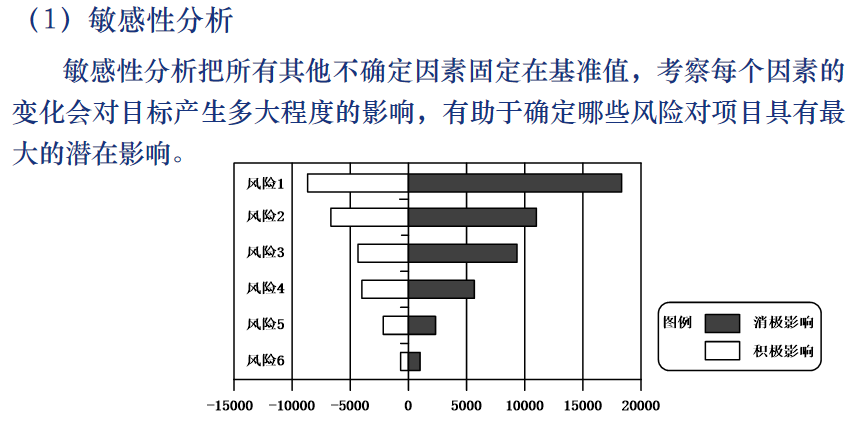 （1）敏感性分析
敏感性分析把所有其他不确定因素固定在基准值，考察每个因素的
变化会对目标产生多大程度的影响，有助于确定哪些风险对项目具有最
大的潜在影响。
风险1
风险2
风险3
风险4
风险5
风险6
图例 消极影响
积极影响
-15000 -10000 -5000 0 5000 10000 15000 20000